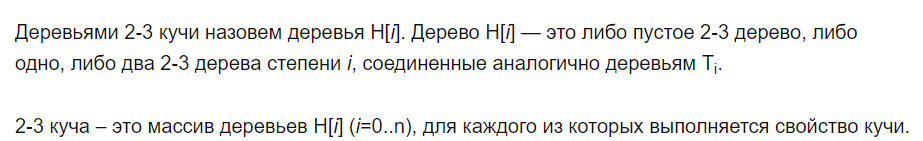 Деревьями 2-3 кучи назовем деревья H[i]. Дерево H[i] — это либо пустое 2-3 дерево, либо
одно, либо два 2-3 дерева степени i, соединенные аналогично деревьям Ti.
2-3 куча – это массив деревьев H[i] (i=0..n), для каждого из которых выполняется свойство кучи.